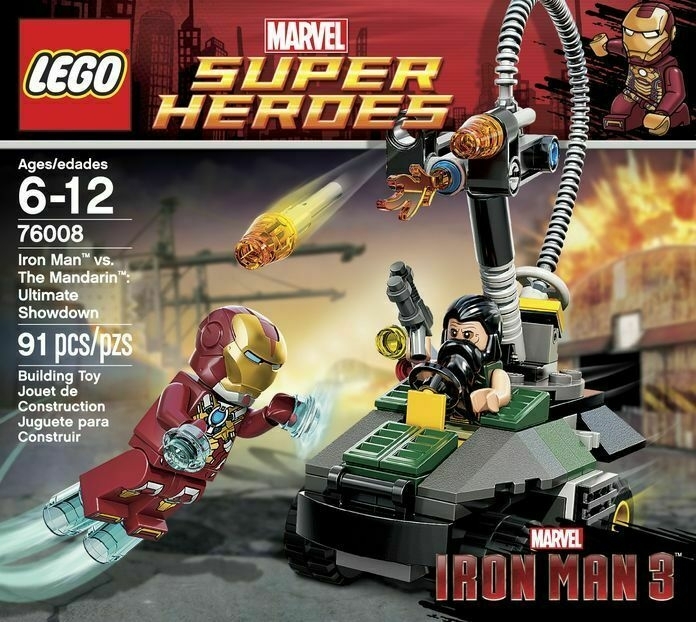 LEGO
MARVEL
SUPER
HEROES
Ages/edades
6-12
76008
Iron Man™ vs.
The Mandarin™:
Ultimate
Showdown
91 pcs/pzs
Building Toy
Jouet de
Construction
Juguete para
Construir
MARVEL
IRON MAN 3